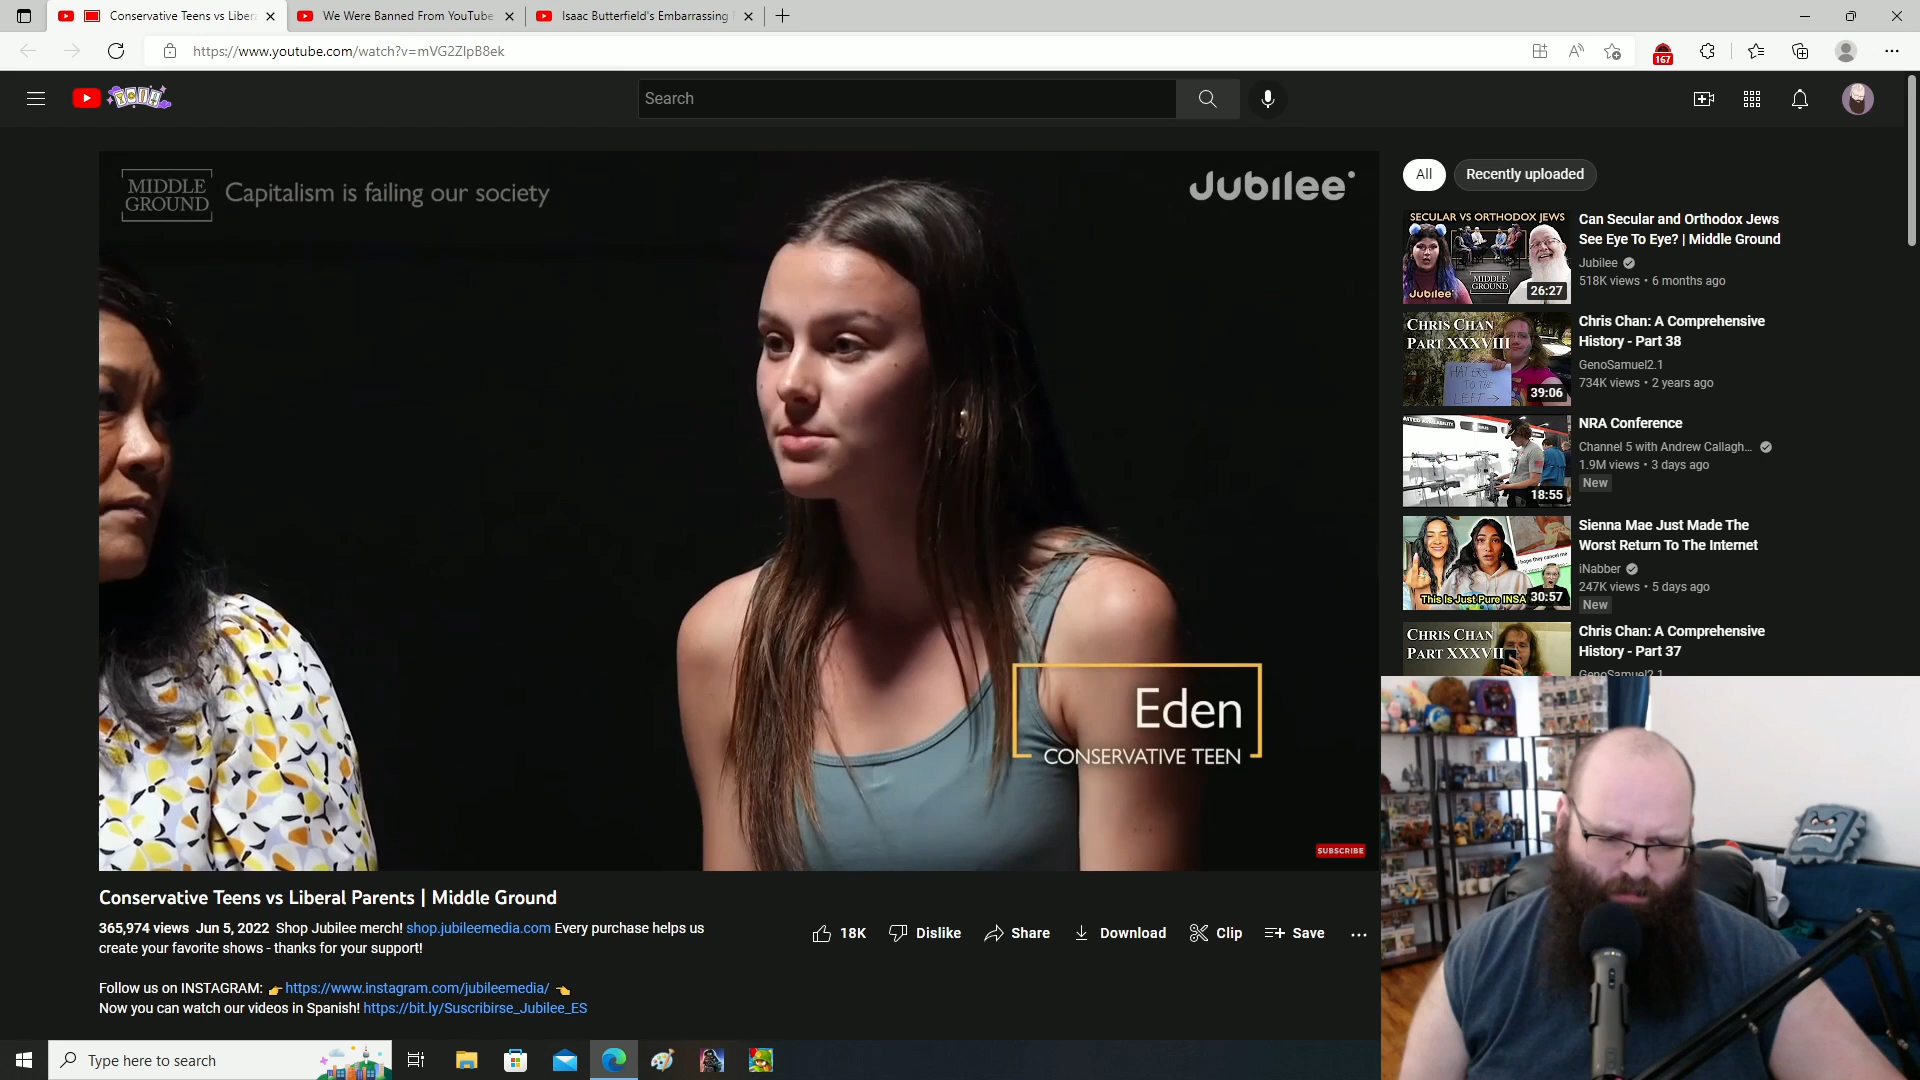 Conservative Teens vs Libera
We Were Banned From YouTube
Isaac Butterfield's Embarrassing
https://www.youtube.com/watch?v=mVG2ZIpB8ek
167
Search
MIDDLE
GROUND
Capitalism is failing our society
Jubilee
Eden
CONSERVATIVE TEEN
SUBSCRIBE
Conservative Teens vs Liberal Parents | Middle Ground
365,974 views Jun 5, 2022 Shop Jubilee merch! shop.jubileemedia.com Every purchase helps us
create your favorite shows - thanks for your support!
Follow us on INSTAGRAM: 👉https://www.instagram.com/jubileemedia/ 👈
Now you can watch our videos in Spanish! https://bit.ly/Suscribirse_Jubilee_ES
18K
Dislike
Share
Download
Clip
Save
All
Recently uploaded
SECULAR VS ORTHODOX JEWS
MIDDLE
GROUND
Jubilee
26:27
Can Secular and Orthodox Jews
See Eye To Eye? | Middle Ground
Jubilee
518K views • 6 months ago
CHRIS CHAN
PART XXXVIII
HATERS
TO THE
LEFT→
39:06
Chris Chan: A Comprehensive
History - Part 38
GenoSamuel2.1
734K views • 2 years ago
18:55
NRA Conference
Channel 5 with Andrew Callagh...
1.9M views • 3 days ago
New
This Is Just Pure INSA
30:57
Sienna Mae Just Made The
Worst Return To The Internet
iNabber
247K views • 5 days ago
New
CHRIS CHAN
PART XXXVII
Chris Chan: A Comprehensive
History - Part 37
GenoSamuel2.1
Type here to search